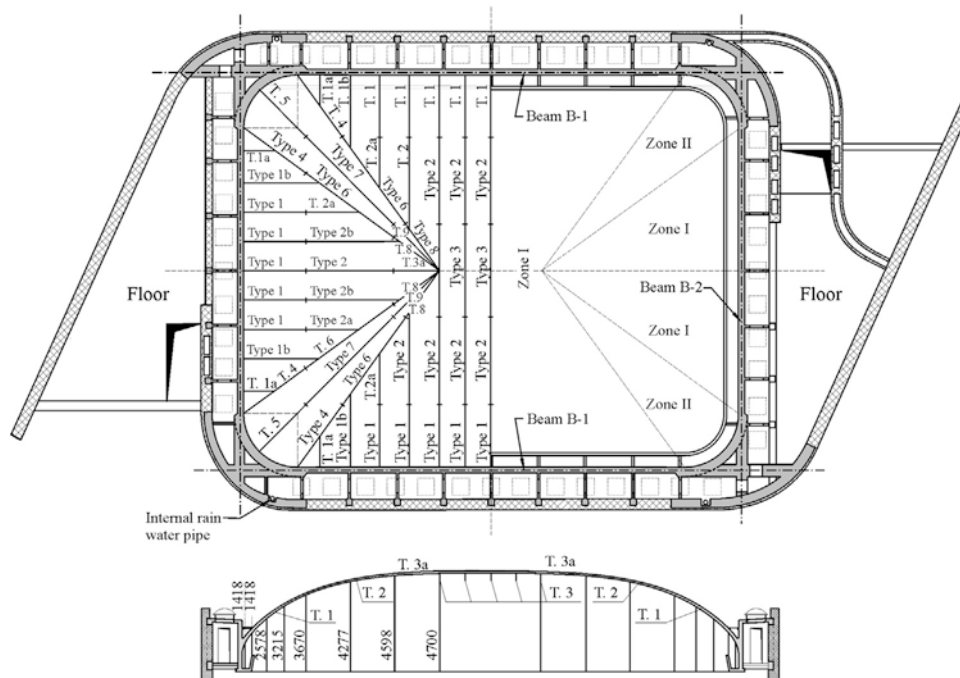 T. 1a
T. 1b
T. 1
T. 1
T. 1
T. 1
T. 1
Beam B-1
T. 5
T. 4
T. 2a
T. 2
Type 2
Type 2
Type 2
Zone II
Type 4
Type 7
T.1a
Type 6
Type 6
Type 1b
Type 1
T. 2a
Type 8
Zone I
T.9
Type 1
Type 2b
T.8
Type 3
Type 3
Zone I
Type 1
Type 2
T.3a
Floor
Beam B-2
Floor
T.8
Type 1
Type 2b
T.9
T.8
Type 1
Type 2a
Zone I
T. 6
Type 7
Type 6
Type 2
Type 2
Type 2
Type 2
Type 1b
T. 1a
T. 4
T.2a
Zone II
T. 5
Type 4
T.1a
Type 1b
Type 1
Type 1
Type 1
Type 1
Type 1
Beam B-1
Internal rain
water pipe
T. 3a
T. 3a
1418
1418
T. 2
T. 3
T. 2
T. 1
T. 1
2578
3215
3670
4277
4598
4700